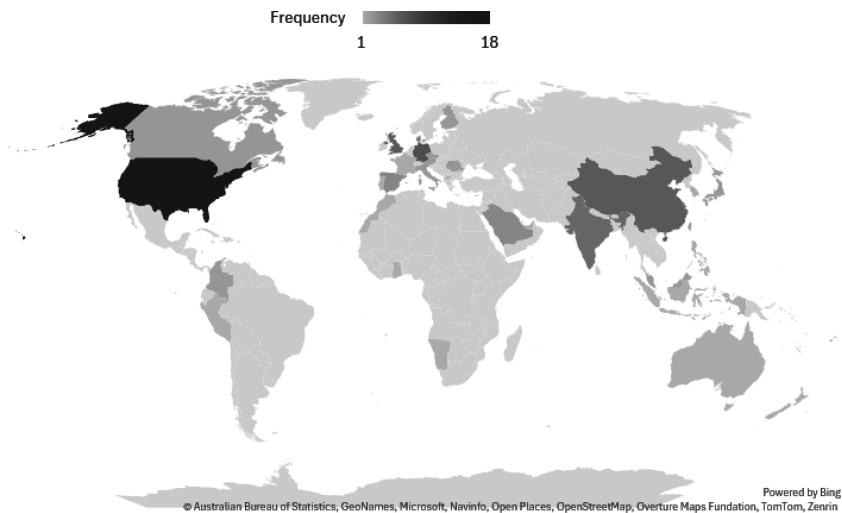 Frequency
1 18
Powered by Bing
© Australian Bureau of Statistics, GeoNames, Microsoft, Navinfo, Open Places, OpenStreetMap, Overture Maps Fundation, TomTom, Zenrin